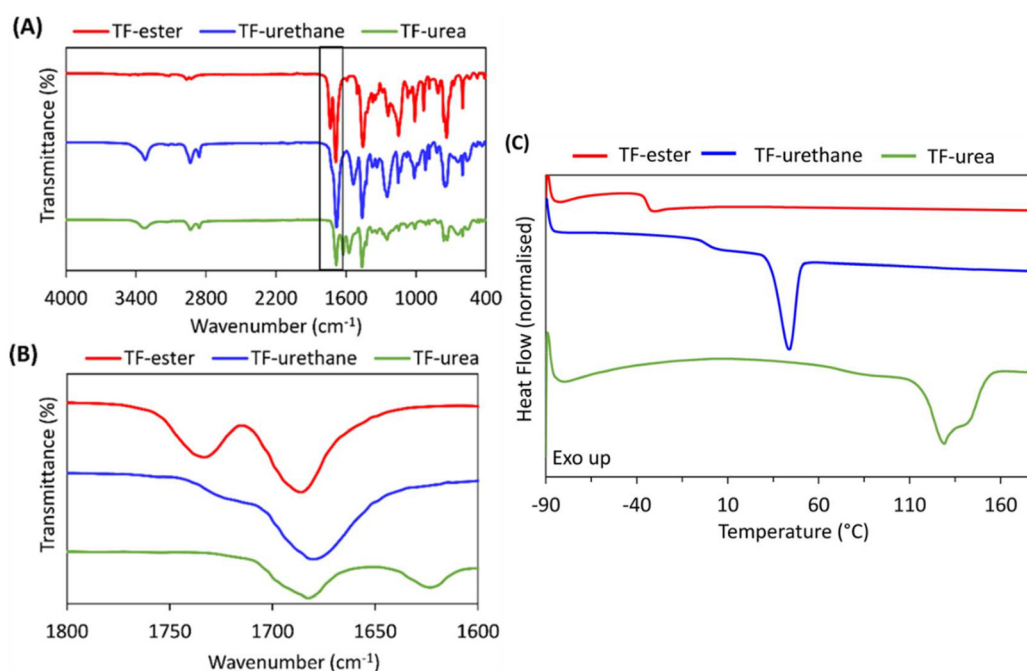 (A)
TF-ester TF-urethane TF-urea
Transmittance (%)
4000 3400 2800 2200 1600 1000 400
Wavenumber (cm⁻¹)
(B)
TF-ester TF-urethane TF-urea
Transmittance (%)
1800 1750 1700 1650 1600
Wavenumber (cm⁻¹)
(C)
TF-ester TF-urethane TF-urea
Heat Flow (normalised)
Exo up
-90 -40 10 60 110 160
Temperature (°C)